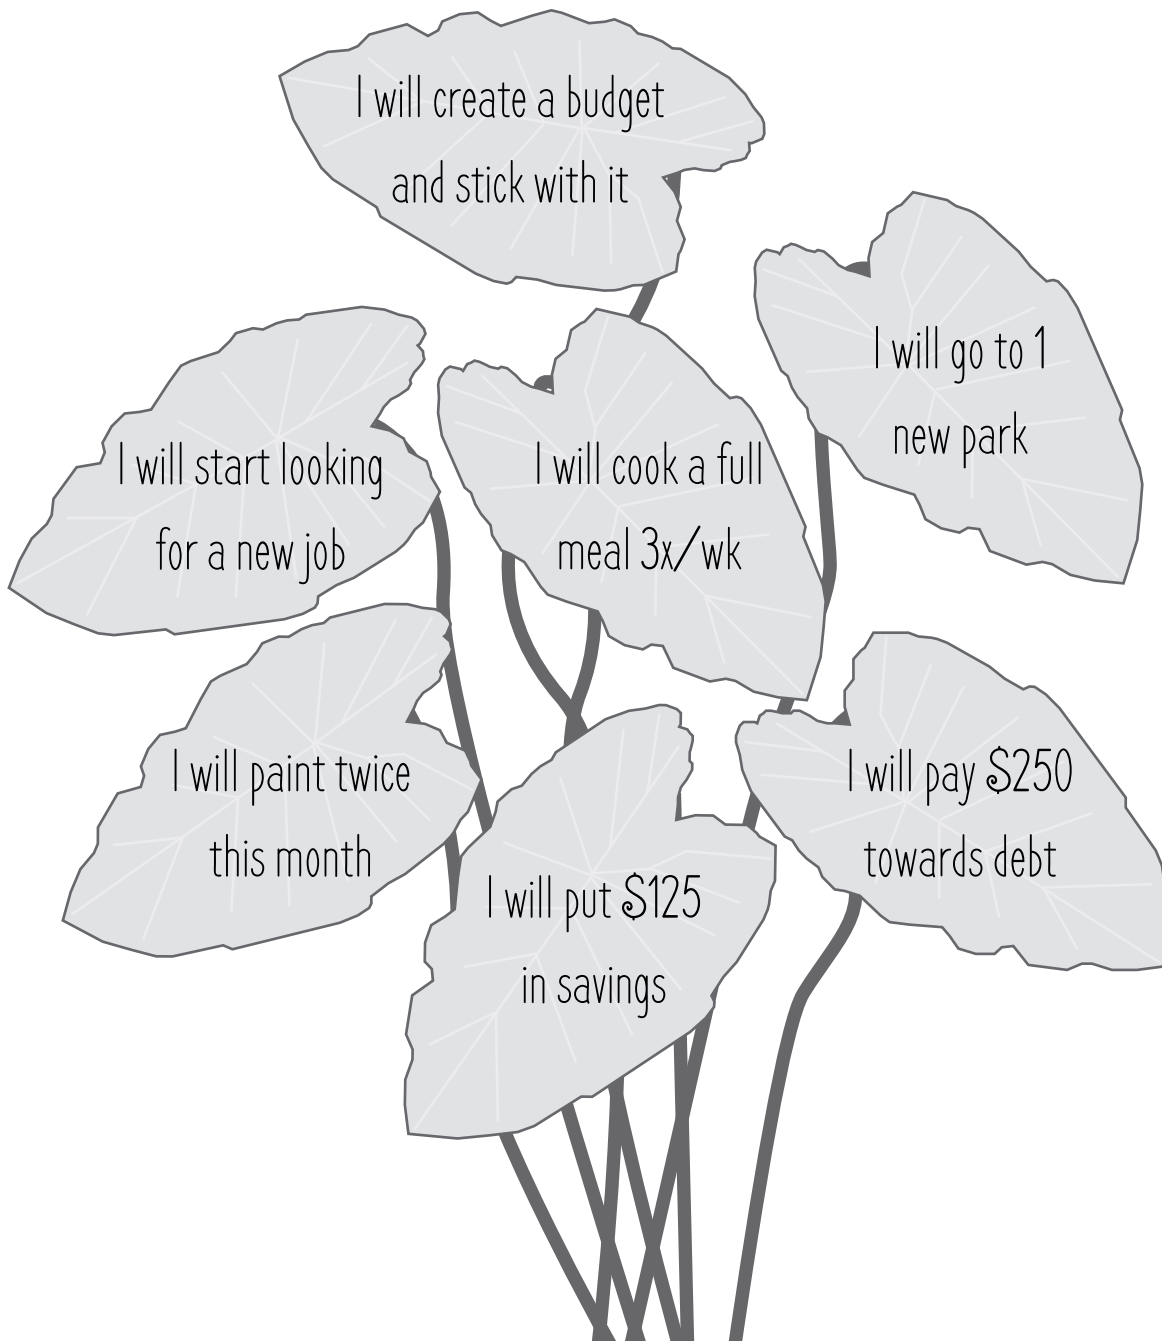 I will create a budget
and stick with it
I will go to 1
new park
I will start looking
for a new job
I will cook a full
meal 3x/wk
I will paint twice
this month
I will pay $250
towards debt
I will put $125
in savings